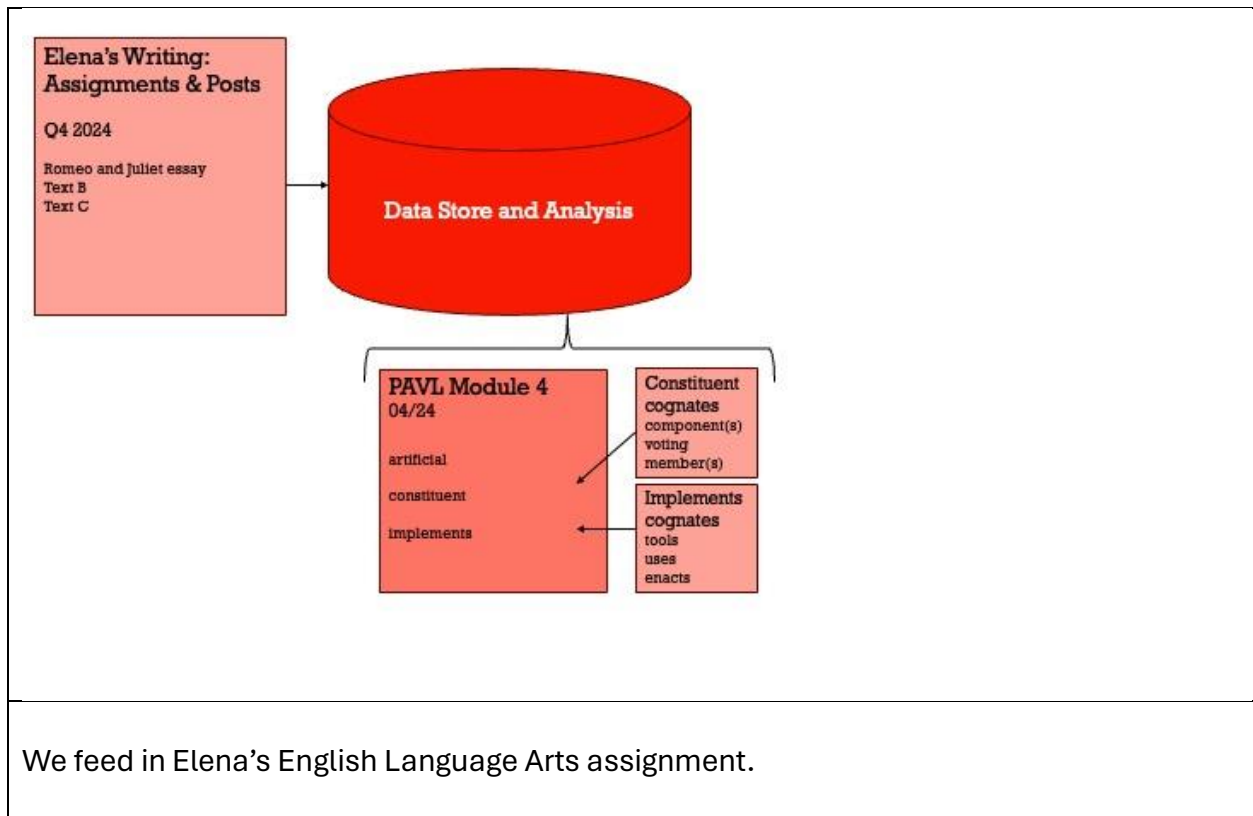 Elena's Writing:
Assignments & Posts
Q4 2024
Romeo and Juliet essay
Text B
Text C
Data Store and Analysis
PAVL Module 4
04/24
artificial
constituent
implements
Constituent
cognates
component(s)
voting
member(s)
Implements
cognates
tools
uses
enacts
We feed in Elena’s English Language Arts assignment.